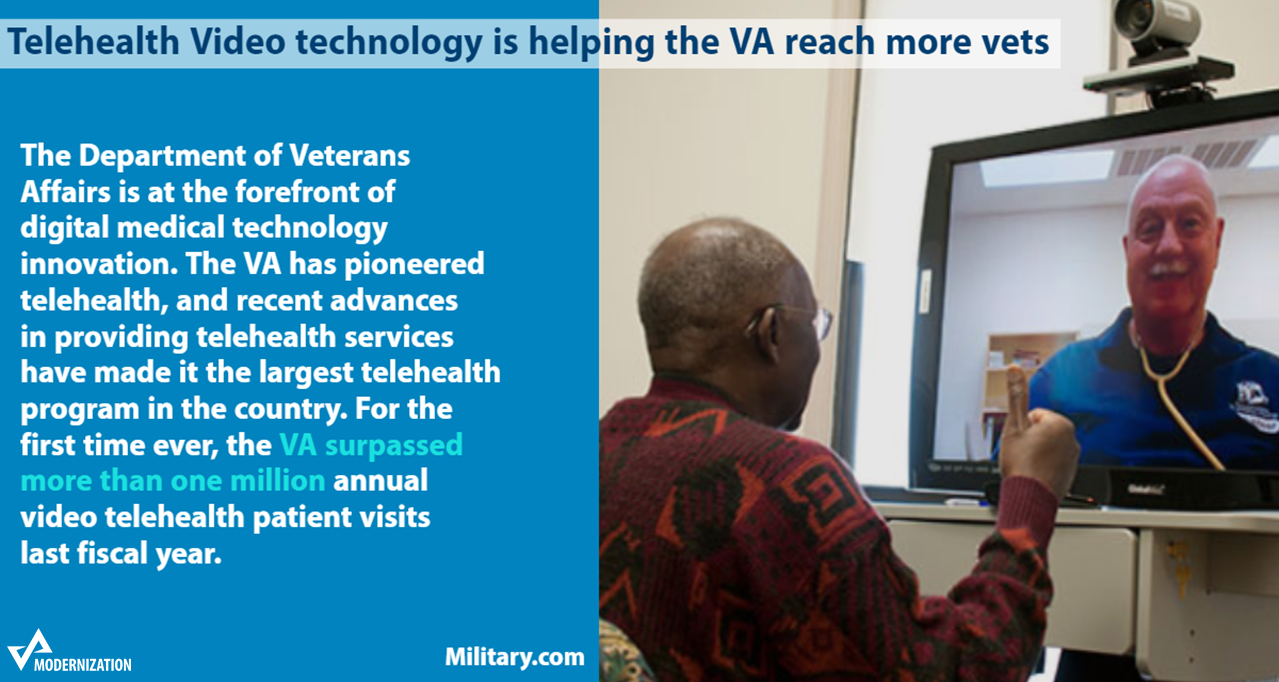 Telehealth Video technology is helping the VA reach more vets
The Department of Veterans
Affairs is at the forefront of
digital medical technology
innovation. The VA has pioneered
telehealth, and recent advances
in providing telehealth services
have made it the largest telehealth
program in the country. For the
first time ever, the VA surpassed
more than one million annual
video telehealth patient visits
last fiscal year.
VA MODERNIZATION
Military.com